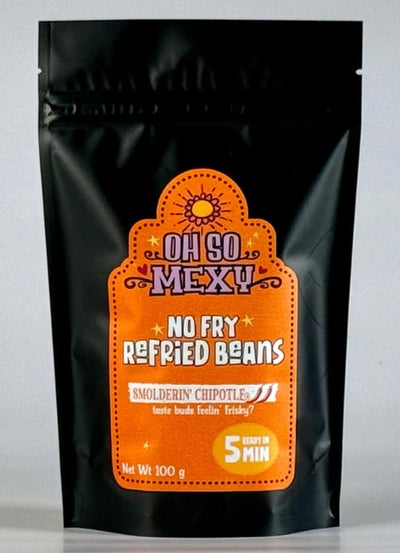 OH SO
MEXY
NO FRY
REFRIED BEANS
SMOLDERIN' CHIPOTLE
taste buds feelin' frisky?
5 READY IN
MIN
Net Wt 100 g